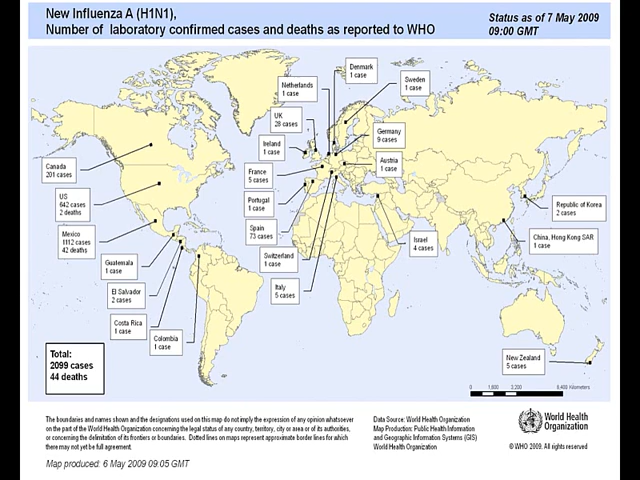 New Influenza A (H1N1),
Number of laboratory confirmed cases and deaths as reported to WHO
Status as of 7 May 2009
09:00 GMT
Denmark
1 case
Sweden
1 case
Netherlands
1 case
UK
28 cases
Germany
9 cases
Ireland
1 case
Austria
1 case
Canada
201 cases
France
5 cases
US
642 cases
2 deaths
Portugal
1 case
Republic of Korea
2 cases
Mexico
1112 cases
42 deaths
Spain
73 cases
Israel
4 cases
China, Hong Kong SAR
1 case
Switzerland
1 case
Guatemala
1 case
El Salvador
2 cases
Italy
5 cases
Costa Rica
1 case
Colombia
1 case
New Zealand
5 cases
Total:
2099 cases
44 deaths
0 1,600 3,200 6,400 Kilometers
The boundaries and names shown and the designations used on this map do not imply the expression of any opinion whatsoever
on the part of the World Health Organization concerning the legal status of any country, territory, city or area or of its authorities,
or concerning the delimitation of its frontiers or boundaries. Dotted lines on maps represent approximate border lines for which
there may not yet be full agreement.
Data Source: World Health Organization
Map Production: Public Health Information
and Geographic Information Systems (GIS)
World Health Organization
World Health
Organization
© WHO 2009. All rights reserved
Map produced: 6 May 2009 09:05 GMT